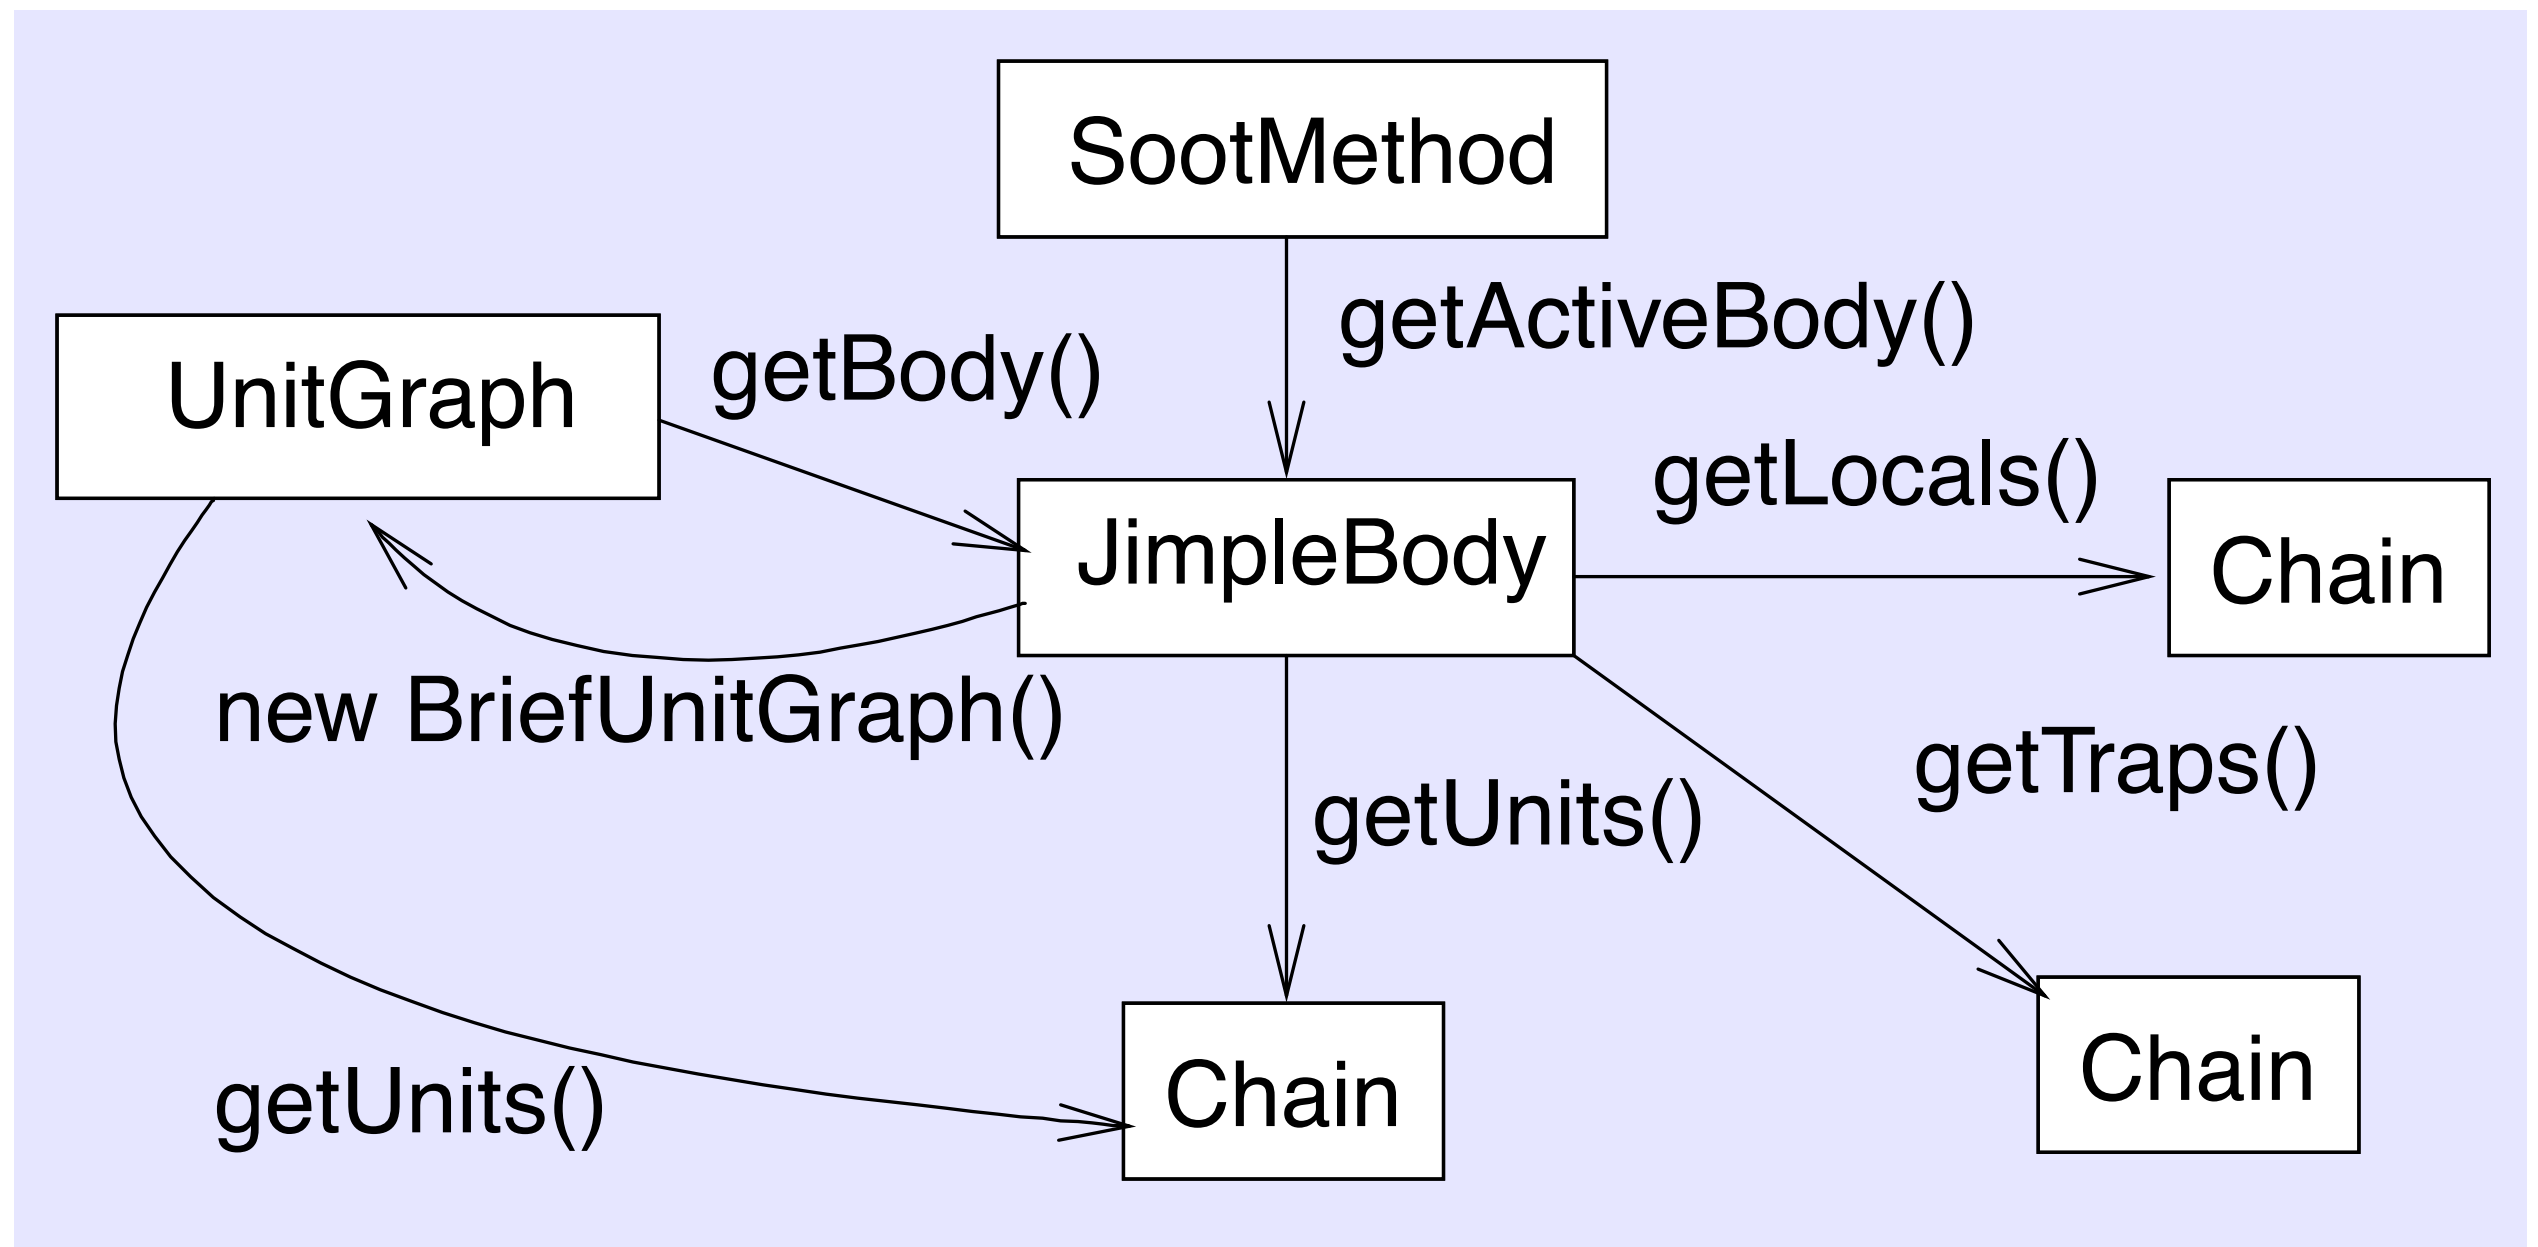 SootMethod
getActiveBody()
UnitGraph
getBody()
getLocals()
JimpleBody
Chain
new BriefUnitGraph()
getTraps()
getUnits()
Chain
getUnits()
Chain